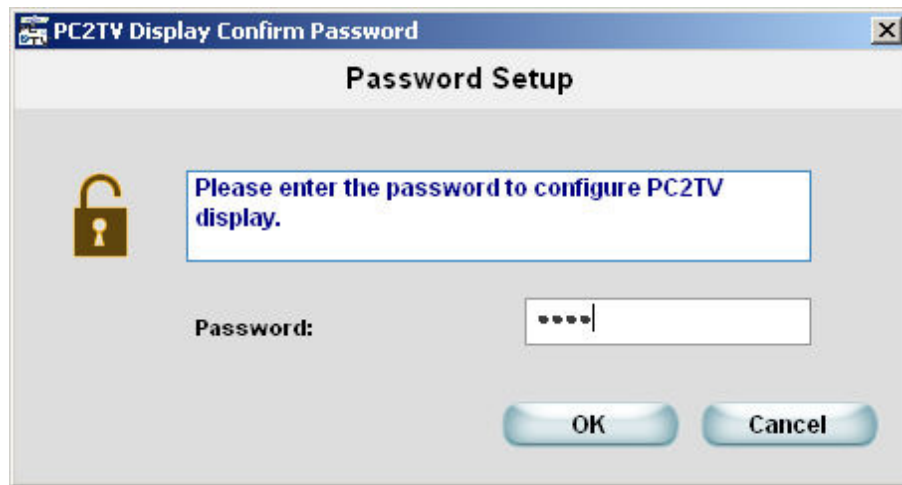 PC2TV Display Confirm Password
Password Setup
Please enter the password to configure PC2TV
display.
Password:
••••
OK
Cancel